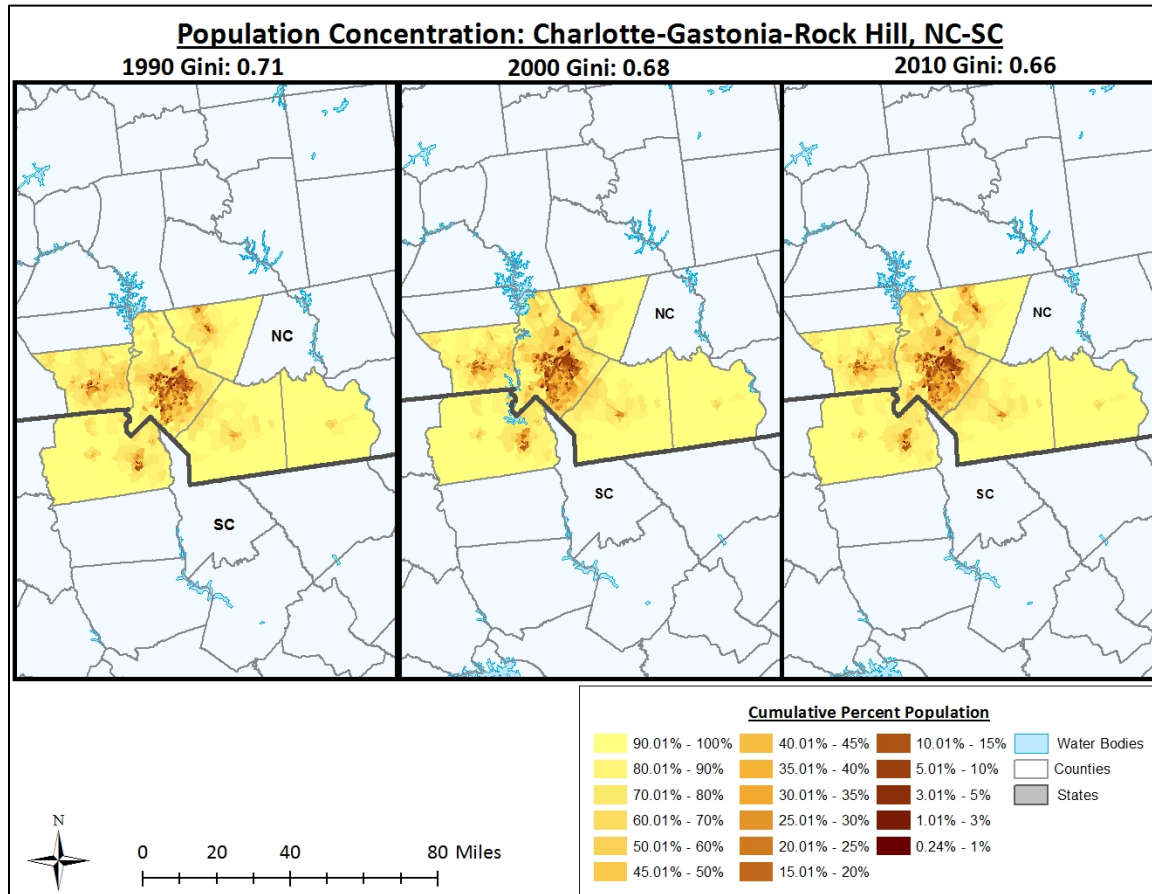 Population Concentration: Charlotte-Gastonia-Rock Hill, NC-SC
1990 Gini: 0.71
2000 Gini: 0.68
2010 Gini: 0.66
NC
SC
NC
SC
NC
SC
Cumulative Percent Population
90.01% - 100%
80.01% - 90%
70.01% - 80%
60.01% - 70%
50.01% - 60%
45.01% - 50%
40.01% - 45%
35.01% - 40%
30.01% - 35%
25.01% - 30%
20.01% - 25%
15.01% - 20%
10.01% - 15%
5.01% - 10%
3.01% - 5%
1.01% - 3%
0.24% - 1%
Water Bodies
Counties
States
N
0 20 40 80 Miles